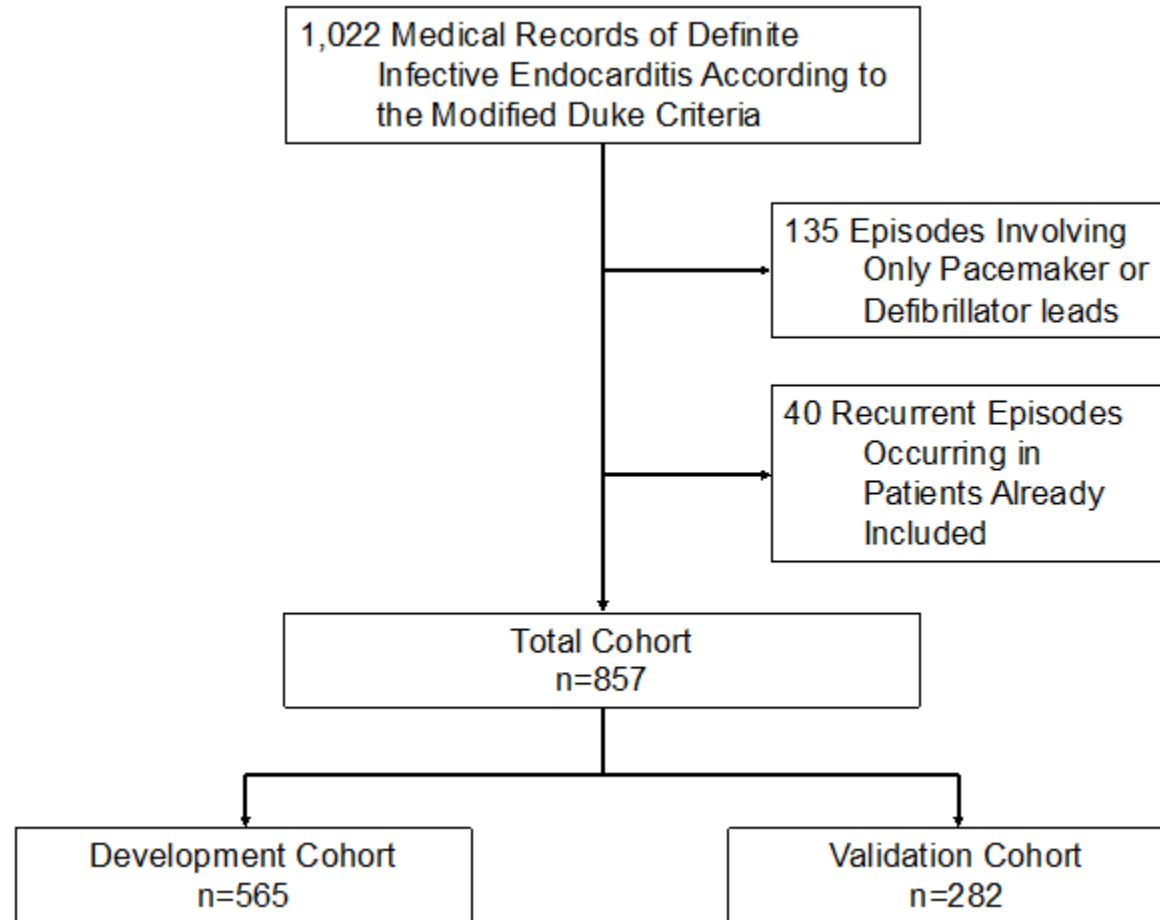 1,022 Medical Records of Definite
Infective Endocarditis According to
the Modified Duke Criteria
135 Episodes Involving
Only Pacemaker or
Defibrillator leads
40 Recurrent Episodes
Occurring in
Patients Already
Included
Total Cohort
n=857
Development Cohort
n=565
Validation Cohort
n=282